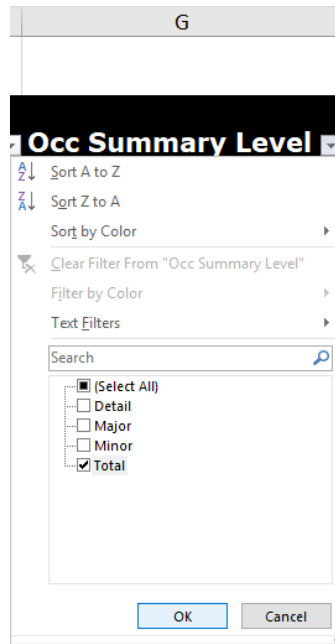 G
Occ Summary Level
Sort A to Z
Sort Z to A
Sort by Color
Clear Filter From "Occ Summary Level"
Filter by Color
Text Filters
Search
(Select All)
Detail
Major
Minor
Total
OK Cancel